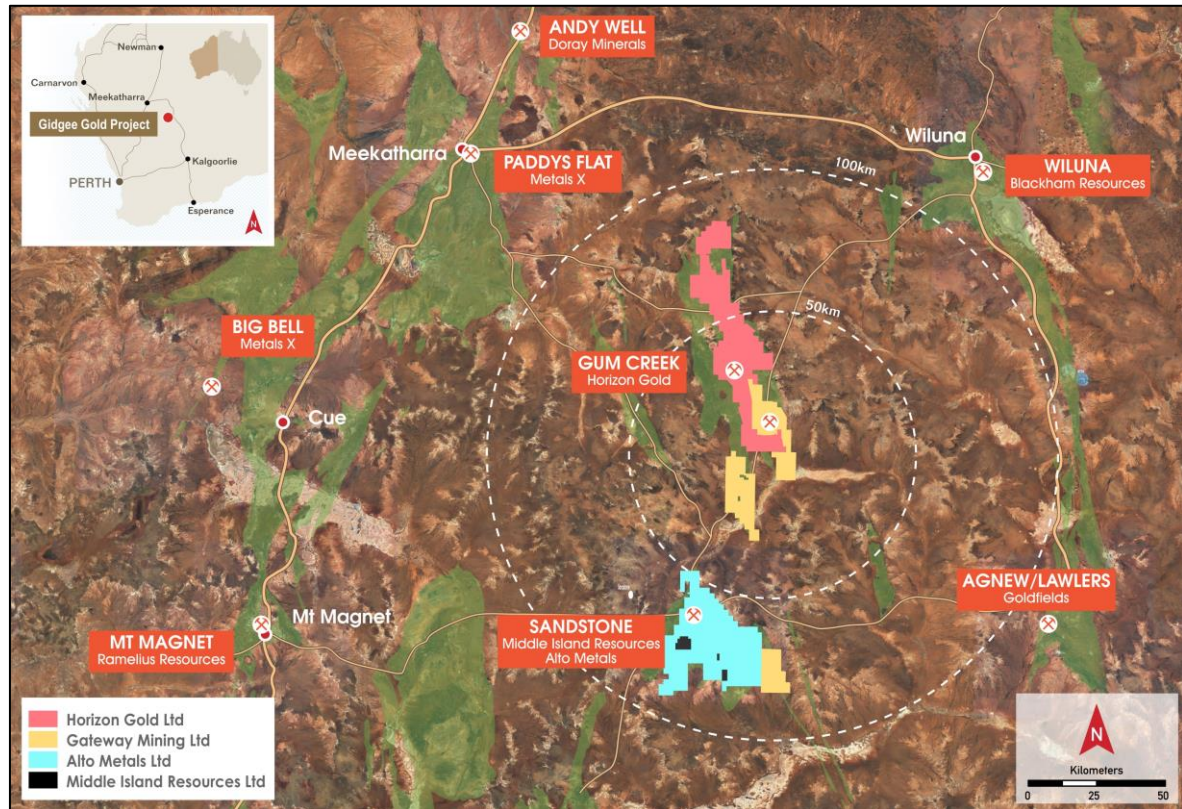 Newman
Carnarvon
Meekatharra
Gidgee Gold Project
Kalgoorlie
PERTH
Esperance
N
ANDY WELL
Doray Minerals
Meekatharra
PADDYS FLAT
Metals X
Wiluna
WILUNA
Blackham Resources
100km
50km
BIG BELL
Metals X
GUM CREEK
Horizon Gold
Cue
AGNEW/LAWLERS
Goldfields
Mt Magnet
MT MAGNET
Ramelius Resources
SANDSTONE
Middle Island Resources
Alto Metals
Horizon Gold Ltd
Gateway Mining Ltd
Alto Metals Ltd
Middle Island Resources Ltd
N
Kilometers
0 25 50